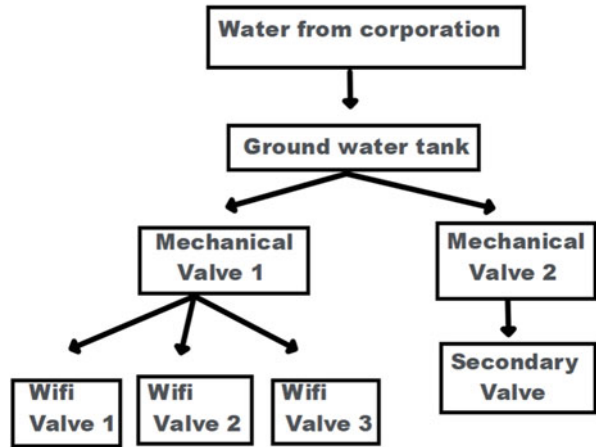 Water from corporation
Ground water tank
Mechanical
Valve 1
Mechanical
Valve 2
Wifi
Valve 1
Wifi
Valve 2
Wifi
Valve 3
Secondary
Valve